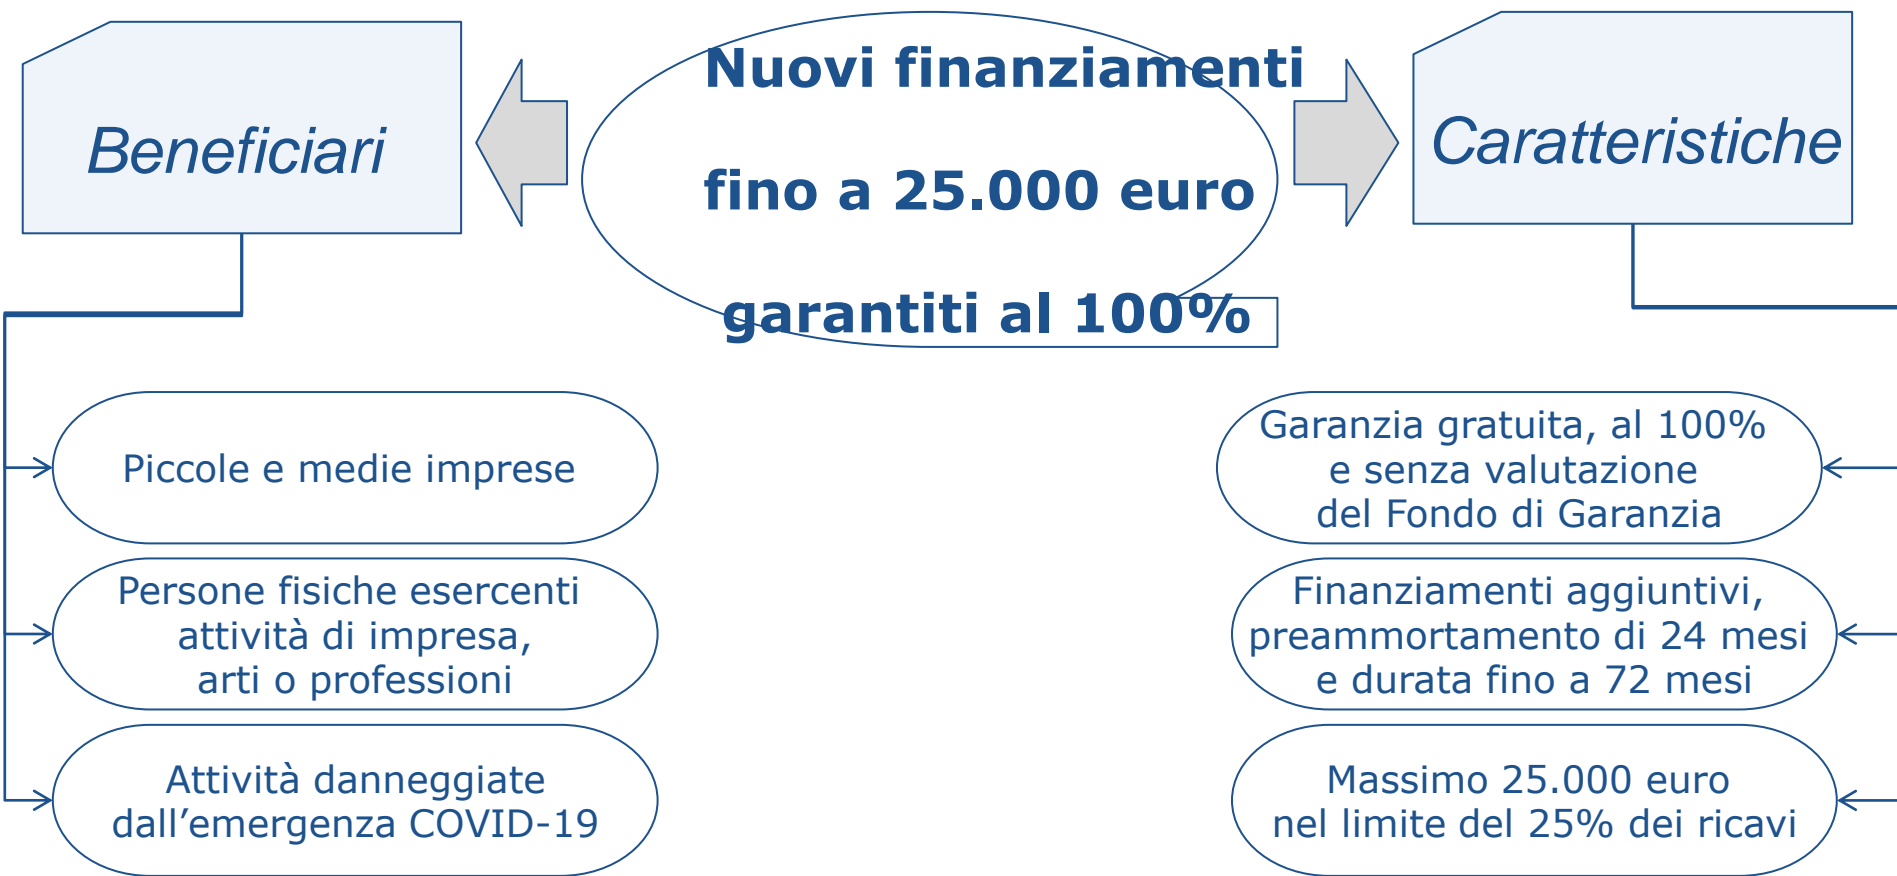 Nuovi finanziamenti
fino a 25.000 euro
garantiti al 100%
Beneficiari
Piccole e medie imprese
Persone fisiche esercenti
attività di impresa,
arti o professioni
Attività danneggiate
dall’emergenza COVID-19
Caratteristiche
Garanzia gratuita, al 100%
e senza valutazione
del Fondo di Garanzia
Finanziamenti aggiuntivi,
preammortamento di 24 mesi
e durata fino a 72 mesi
Massimo 25.000 euro
nel limite del 25% dei ricavi